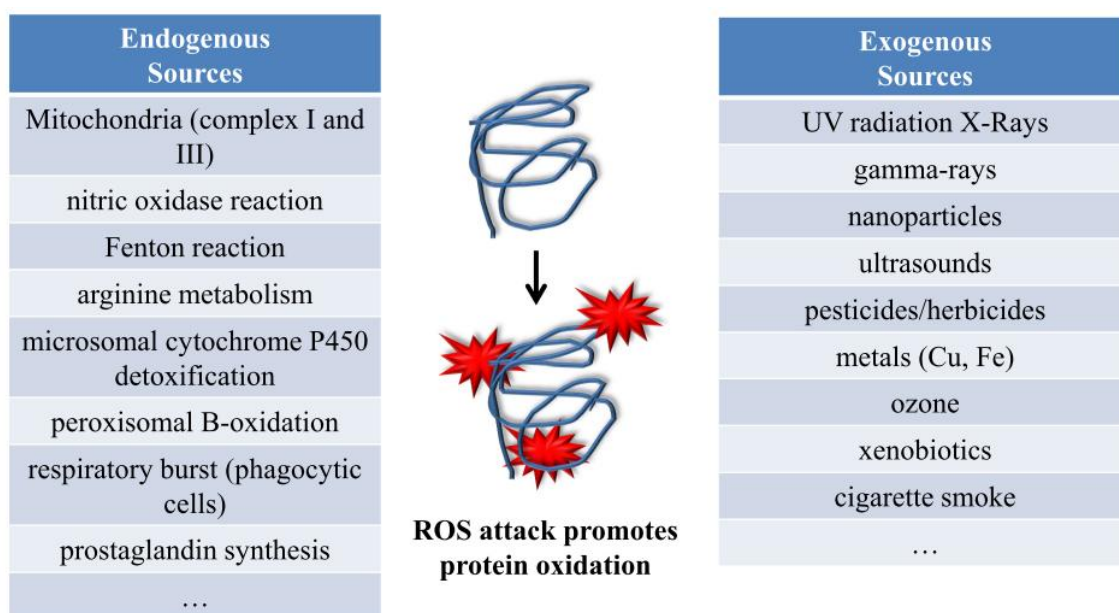 Endogenous
Sources
Mitochondria (complex I and
III)
nitric oxidase reaction
Fenton reaction
arginine metabolism
microsomal cytochrome P450
detoxification
peroxisomal B-oxidation
respiratory burst (phagocytic
cells)
prostaglandin synthesis
…
ROS attack promotes
protein oxidation
Exogenous
Sources
UV radiation X-Rays
gamma-rays
nanoparticles
ultrasounds
pesticides/herbicides
metals (Cu, Fe)
ozone
xenobiotics
cigarette smoke
…